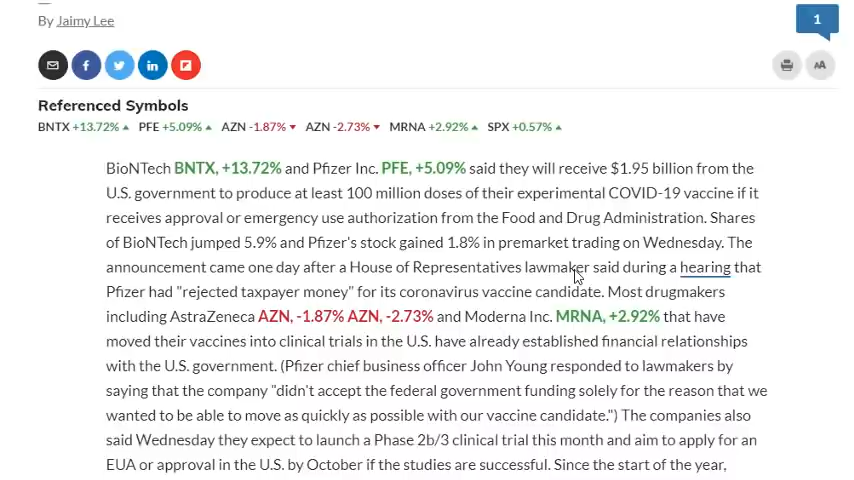 By Jaimy Lee
1
f
in
AA
Referenced Symbols
BNTX +13.72% PFE +5.09% AZN -1.87% AZN -2.73% MRNA +2.92% SPX +0.57%
BioNTech BNTX, +13.72% and Pfizer Inc. PFE, +5.09% said they will receive $1.95 billion from the
U.S. government to produce at least 100 million doses of their experimental COVID-19 vaccine if it
receives approval or emergency use authorization from the Food and Drug Administration. Shares
of BioNTech jumped 5.9% and Pfizer's stock gained 1.8% in premarket trading on Wednesday. The
announcement came one day after a House of Representatives lawmaker said during a hearing that
Pfizer had "rejected taxpayer money" for its coronavirus vaccine candidate. Most drugmakers
including AstraZeneca AZN, -1.87% AZN, -2.73% and Moderna Inc. MRNA, +2.92% that have
moved their vaccines into clinical trials in the U.S. have already established financial relationships
with the U.S. government. (Pfizer chief business officer John Young responded to lawmakers by
saying that the company "didn't accept the federal government funding solely for the reason that we
wanted to be able to move as quickly as possible with our vaccine candidate.") The companies also
said Wednesday they expect to launch a Phase 2b/3 clinical trial this month and aim to apply for an
EUA or approval in the U.S. by October if the studies are successful. Since the start of the year,